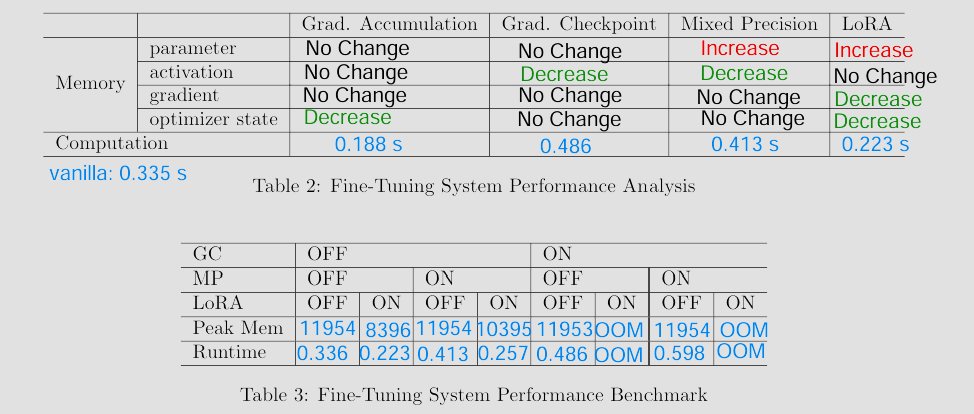 Grad. Accumulation Grad. Checkpoint Mixed Precision LoRA
Memory
parameter No Change No Change Increase Increase
activation No Change Decrease Decrease No Change
gradient No Change No Change No Change Decrease
optimizer state Decrease No Change No Change Decrease
Computation 0.188 s 0.486 0.413 s 0.223 s
vanilla: 0.335 s
Table 2: Fine-Tuning System Performance Analysis
GC OFF ON
MP OFF ON OFF ON
LoRA OFF ON OFF ON OFF ON OFF ON
Peak Mem 11954 8396 11954 10395 11953 OOM 11954 OOM
Runtime 0.336 0.223 0.413 0.257 0.486 OOM 0.598 OOM
Table 3: Fine-Tuning System Performance Benchmark